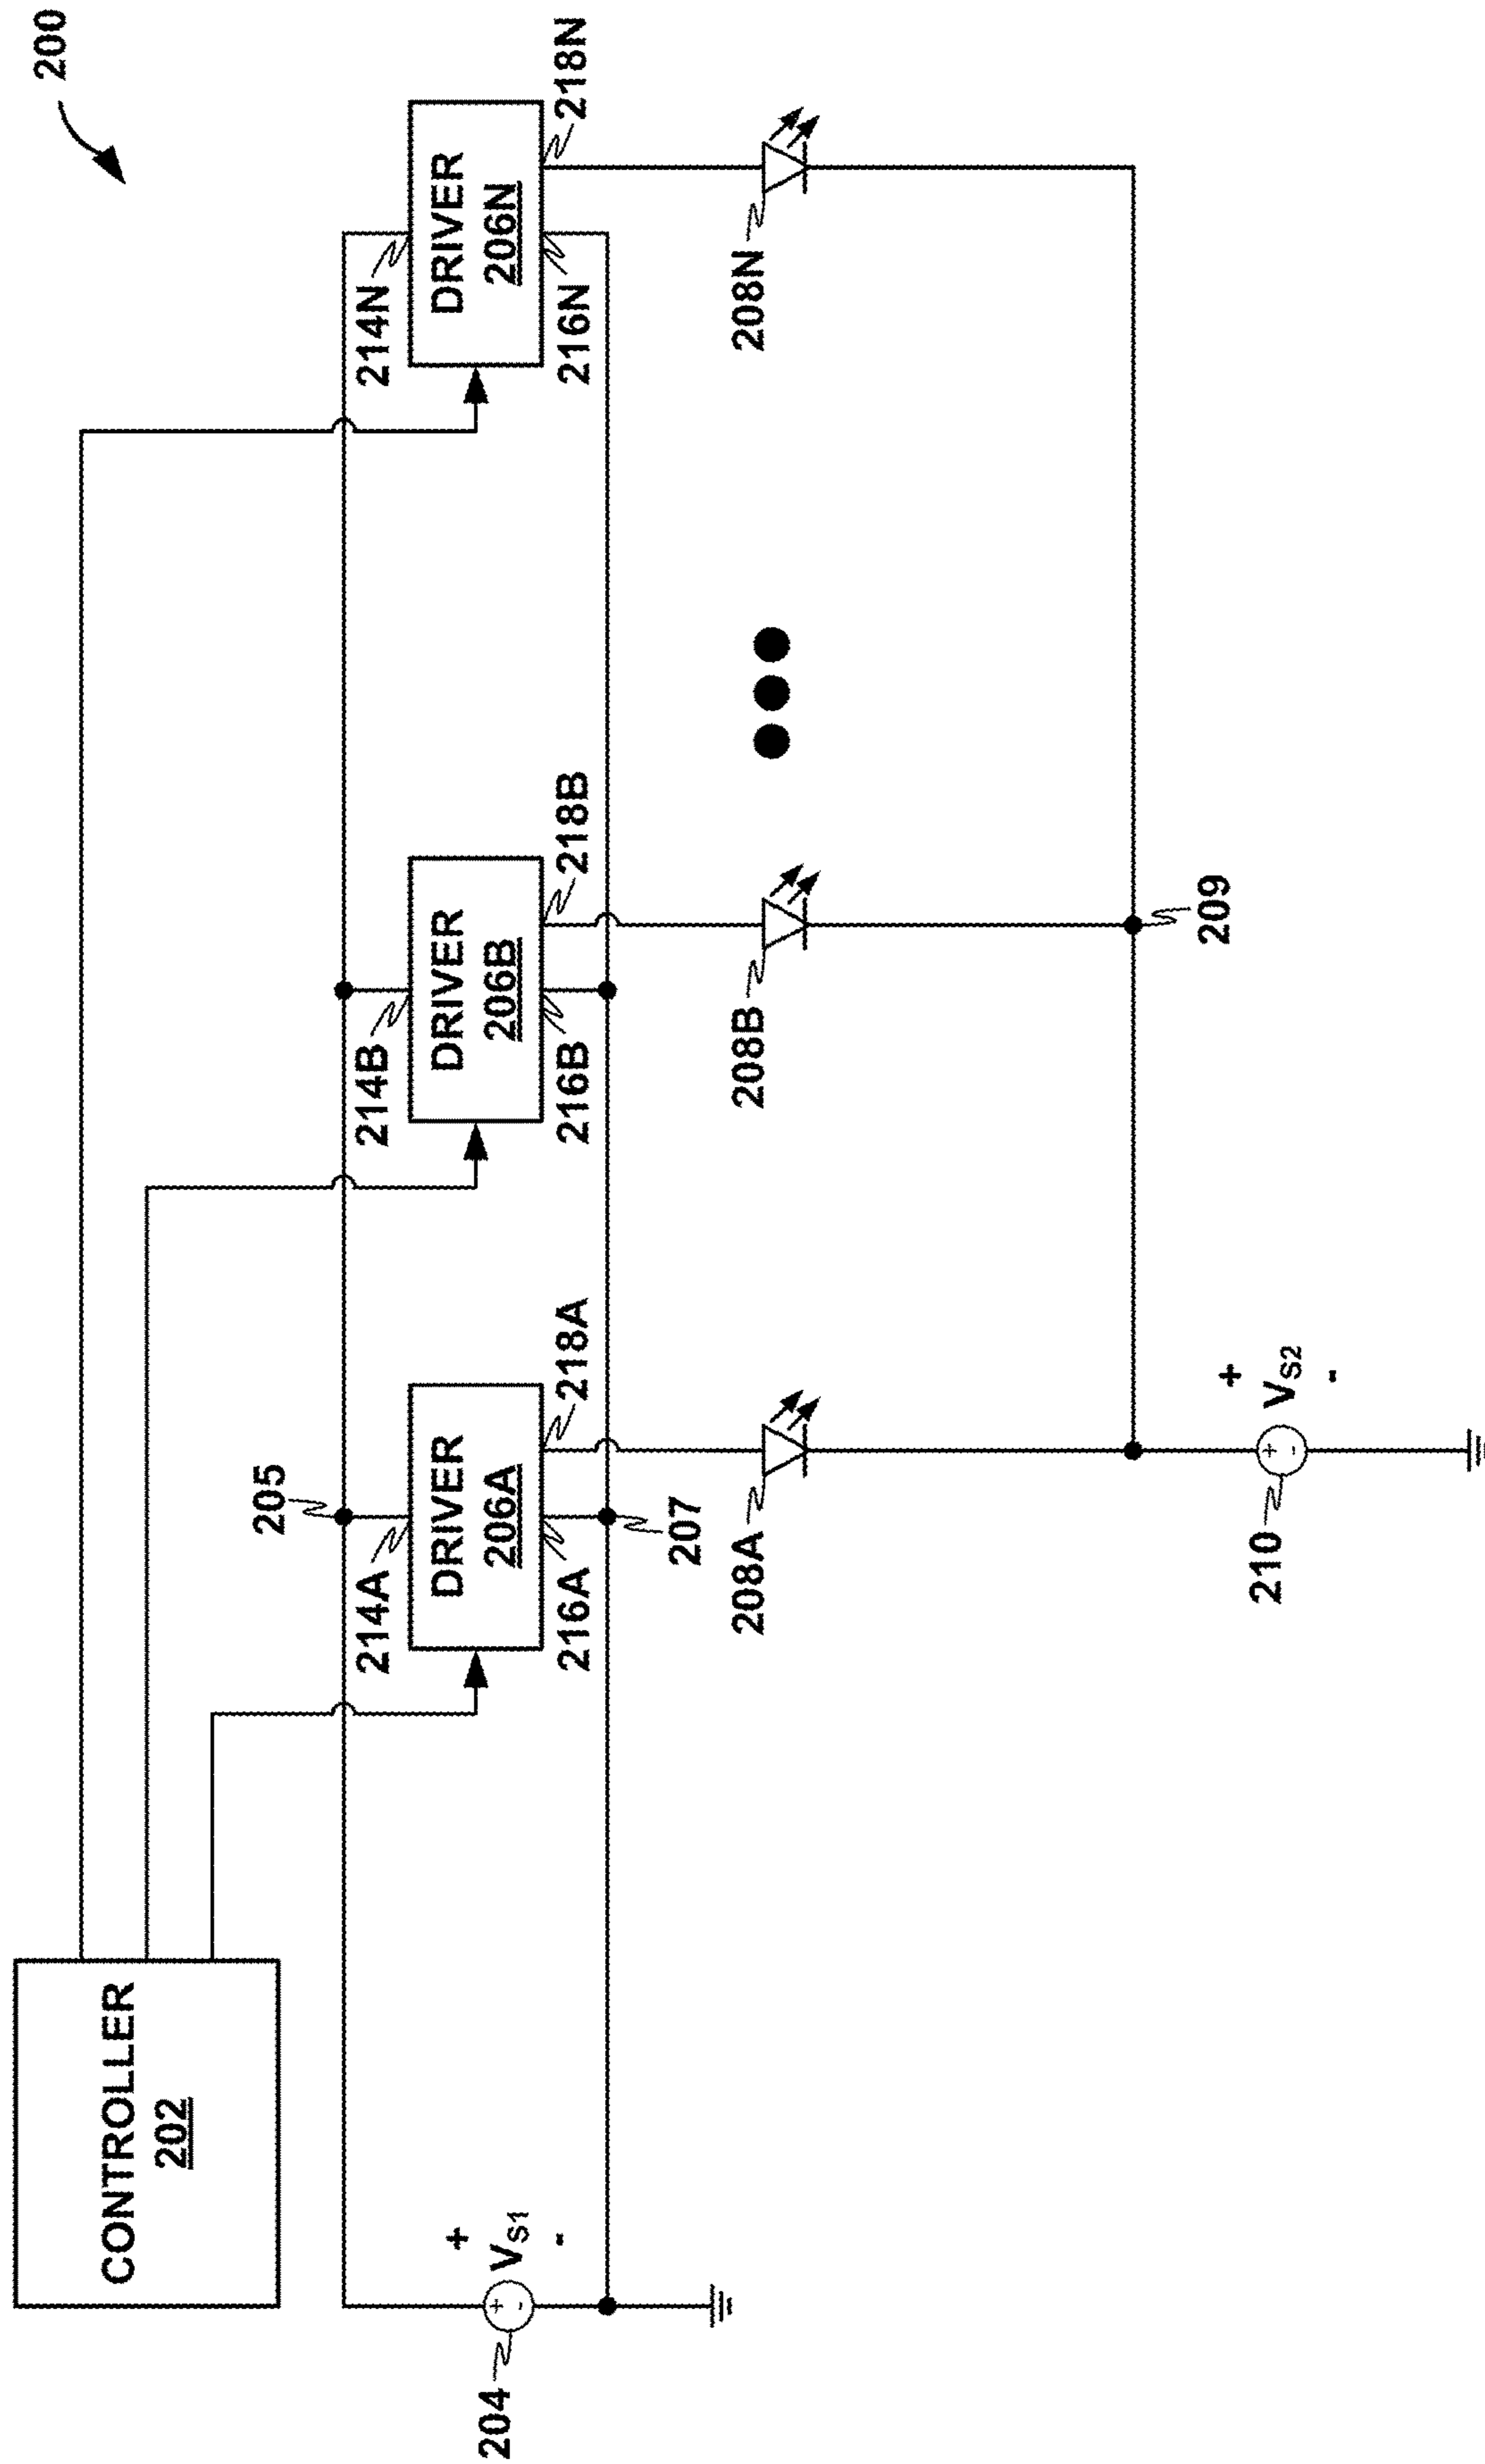 200
CONTROLLER
202
205
214A
214B
214N
DRIVER
206A
DRIVER
206B
DRIVER
206N
204
+
VS1
-
+
-
216A
218A
216B
218B
216N
218N
207
208A
208B
208N
209
210
+
-
+
VS2
-